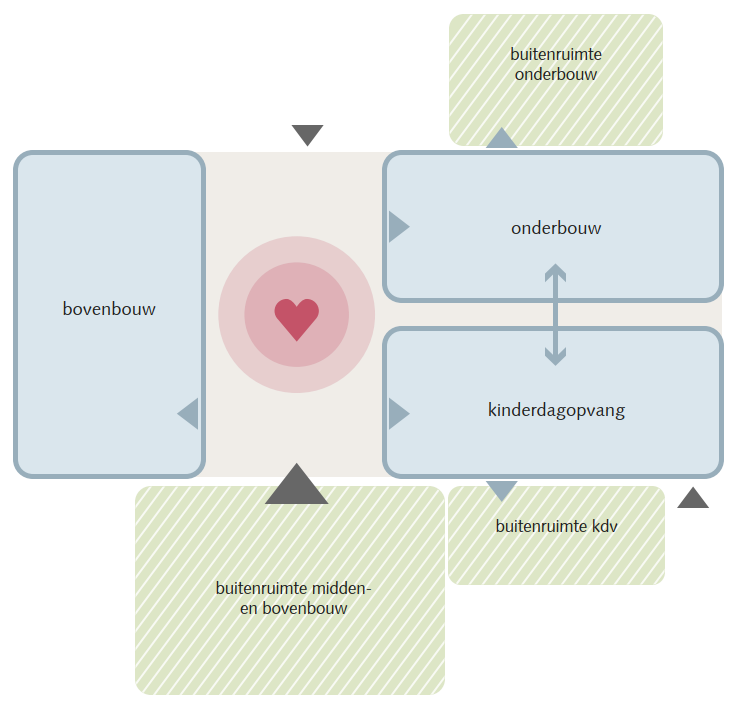 buitenruimte
onderbouw
onderbouw
bovenbouw
kinderdagopvang
buitenruimte kdv
buitenruimte midden-
en bovenbouw